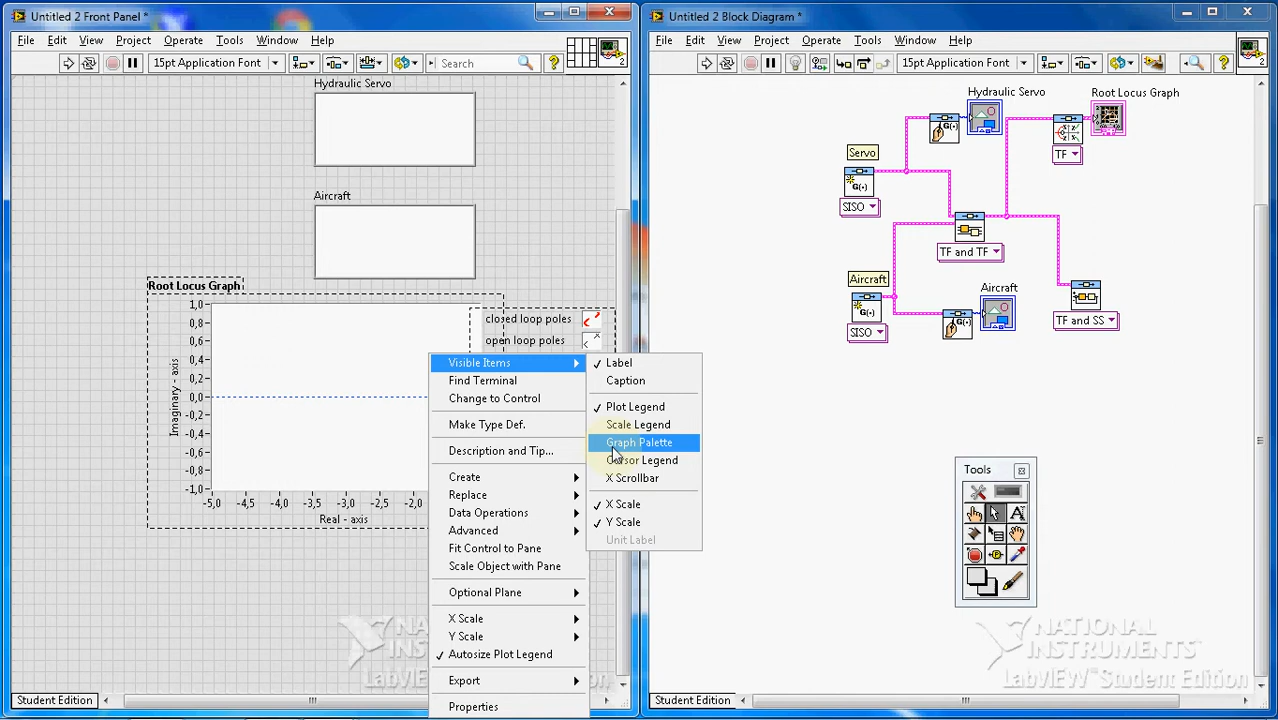 Untitled 2 Front Panel *
File Edit View Project Operate Tools Window Help
15pt Application Font
Search
Hydraulic Servo
Aircraft
Root Locus Graph
1,0
0,8
0,6
0,4
0,2
0,0
-0,2
-0,4
-0,6
-0,8
-1,0
Imaginary - axis
-5,0 -4,0 -3,0 -2,0
Real - axis
closed loop poles
open loop poles
Visible Items
Find Terminal
Change to Control
Make Type Def.
Description and Tip...
Create
Replace
Data Operations
Advanced
Fit Control to Pane
Scale Object with Pane
Optional Plane
X Scale
Y Scale
Autosize Plot Legend
Export
Properties
Label
Caption
Plot Legend
Scale Legend
Graph Palette
Cursor Legend
X Scrollbar
X Scale
Y Scale
Unit Label
Student Edition
Untitled 2 Block Diagram *
File Edit View Project Operate Tools Window Help
15pt Application Font
Hydraulic Servo
Root Locus Graph
G(•)
TF
Servo
G(•)
SISO
TF and TF
Aircraft
Aircraft
G(•)
G(•)
SISO
TF and SS
Tools
A
NATIONAL
INSTRUMENTS
LabVIEW Student Edition
Student Edition